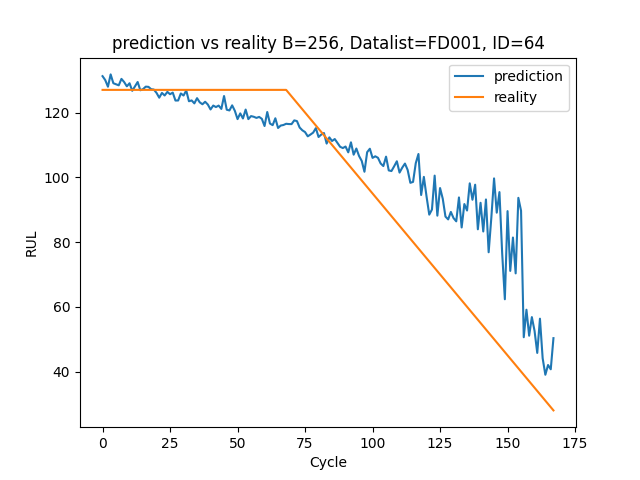 prediction vs reality B=256, Datalist=FD001, ID=64
prediction
reality
RUL
120
100
80
60
40
0 25 50 75 100 125 150 175
Cycle